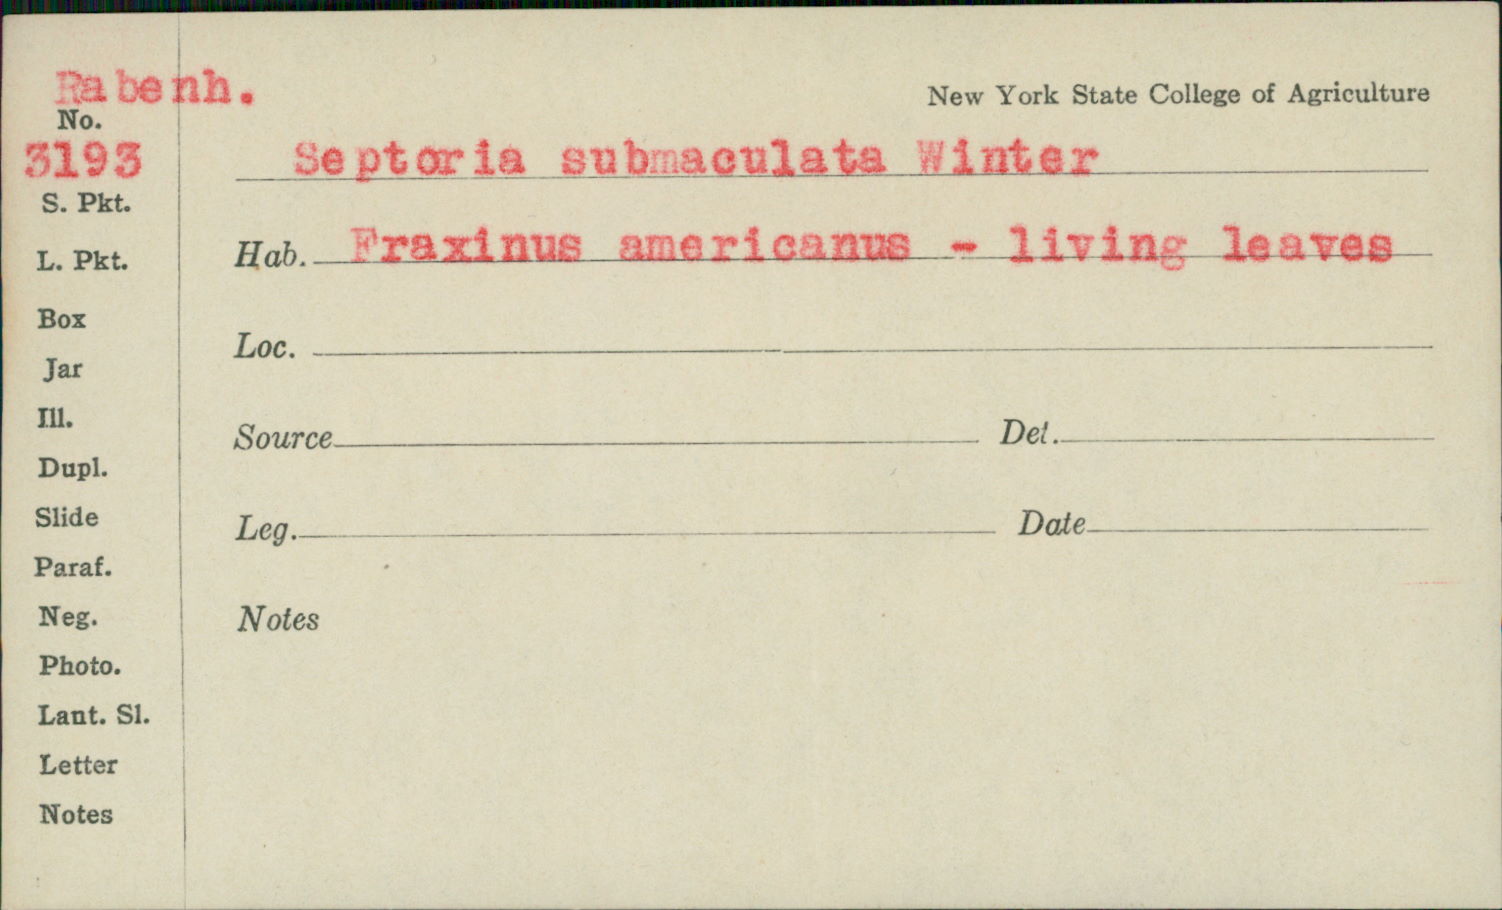 Rabenh.
New York State College of Agriculture
No.
3193
Septoria submaculata Winter
S. Pkt.
Hab. Fraxinus americanus - living leaves
L. Pkt.
Box
Loc.
Jar
Ill.
Source Det.
Dupl.
Slide
Leg. Date
Paraf.
Neg.
Notes
Photo.
Lant. Sl.
Letter
Notes